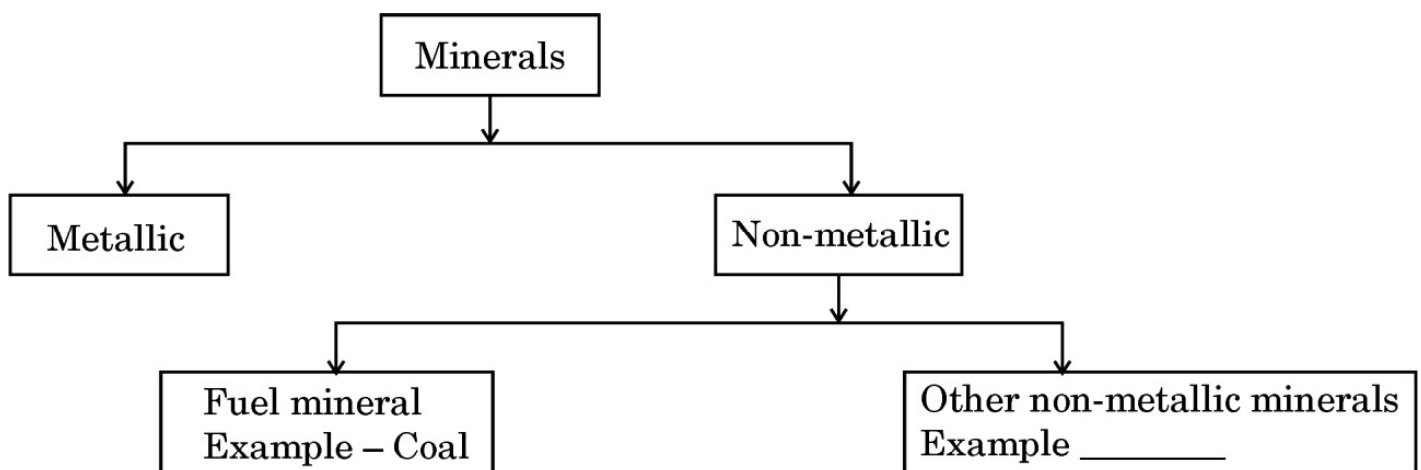 Minerals
Metallic
Non-metallic
Fuel mineral
Example – Coal
Other non-metallic minerals
Example ________